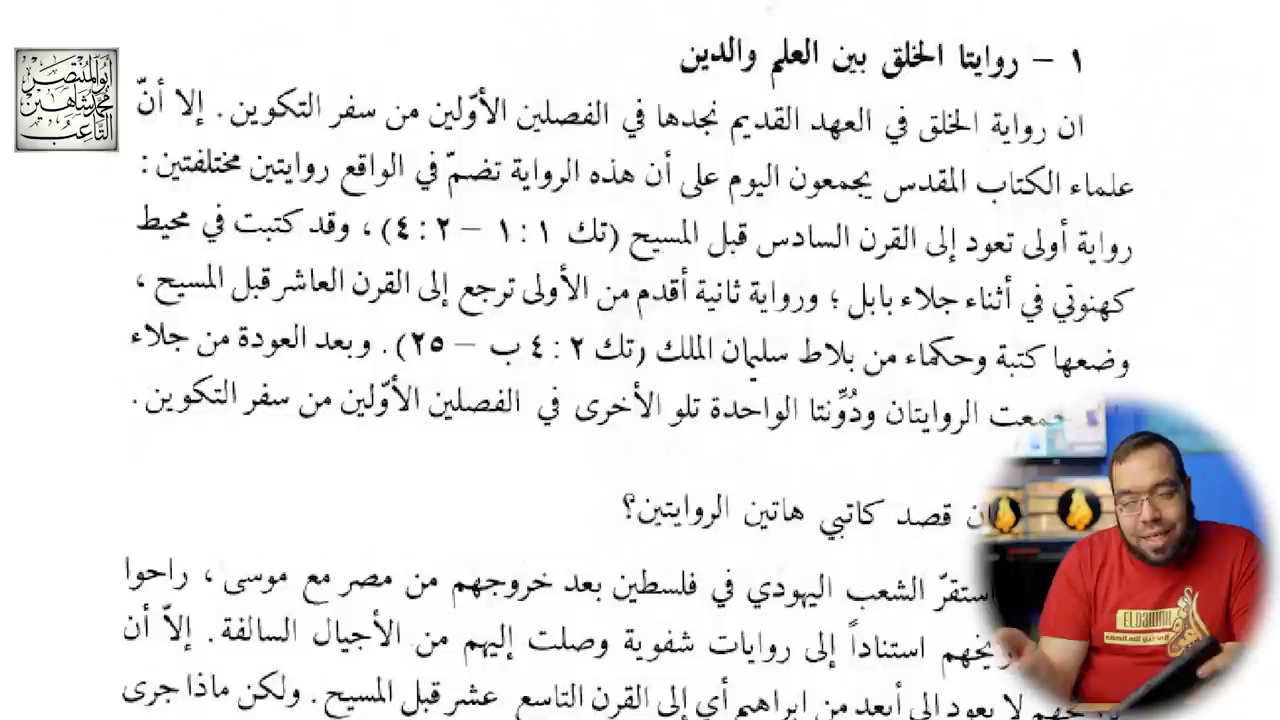 ١ – روايتا الخلق بين العلم والدين
ان رواية الخلق في العهد القديم نجدها في الفصلين الأوّلين من سفر التكوين . إلا أنّ
علماء الكتاب المقدس يجمعون اليوم على أن هذه الرواية تضمّ في الواقع روايتين مختلفتين :
رواية أولى تعود إلى القرن السادس قبل المسيح (تك ١ : ١ – ٢ : ٤) ، وقد كتبت في محيط
كهنوتي في أثناء جلاء بابل ؛ ورواية ثانية أقدم من الأولى ترجع إلى القرن العاشر قبل المسيح ،
وضعها كتبة وحكماء من بلاط سليمان الملك (تك ٢ : ٤ ب – ٢٥) . وبعد العودة من جلاء
جمعت الروايتان ودُوِّنتا الواحدة تلو الأخرى في الفصلين الأوّلين من سفر التكوين .
قصد كاتبي هاتين الروايتين؟
استقرّ الشعب اليهودي في فلسطين بعد خروجهم من مصر مع موسى ، راحوا
استناداً إلى روايات شفوية وصلت إليهم من الأجيال السالفة . إلاّ أن
لا يعود الى أبعد من ابراهيم أي إلى القرن التاسع عشر قبل المسيح . ولكن ماذا جرى
أبو المنتصر
محمد شاهين
التاعب
ELDa3WaH